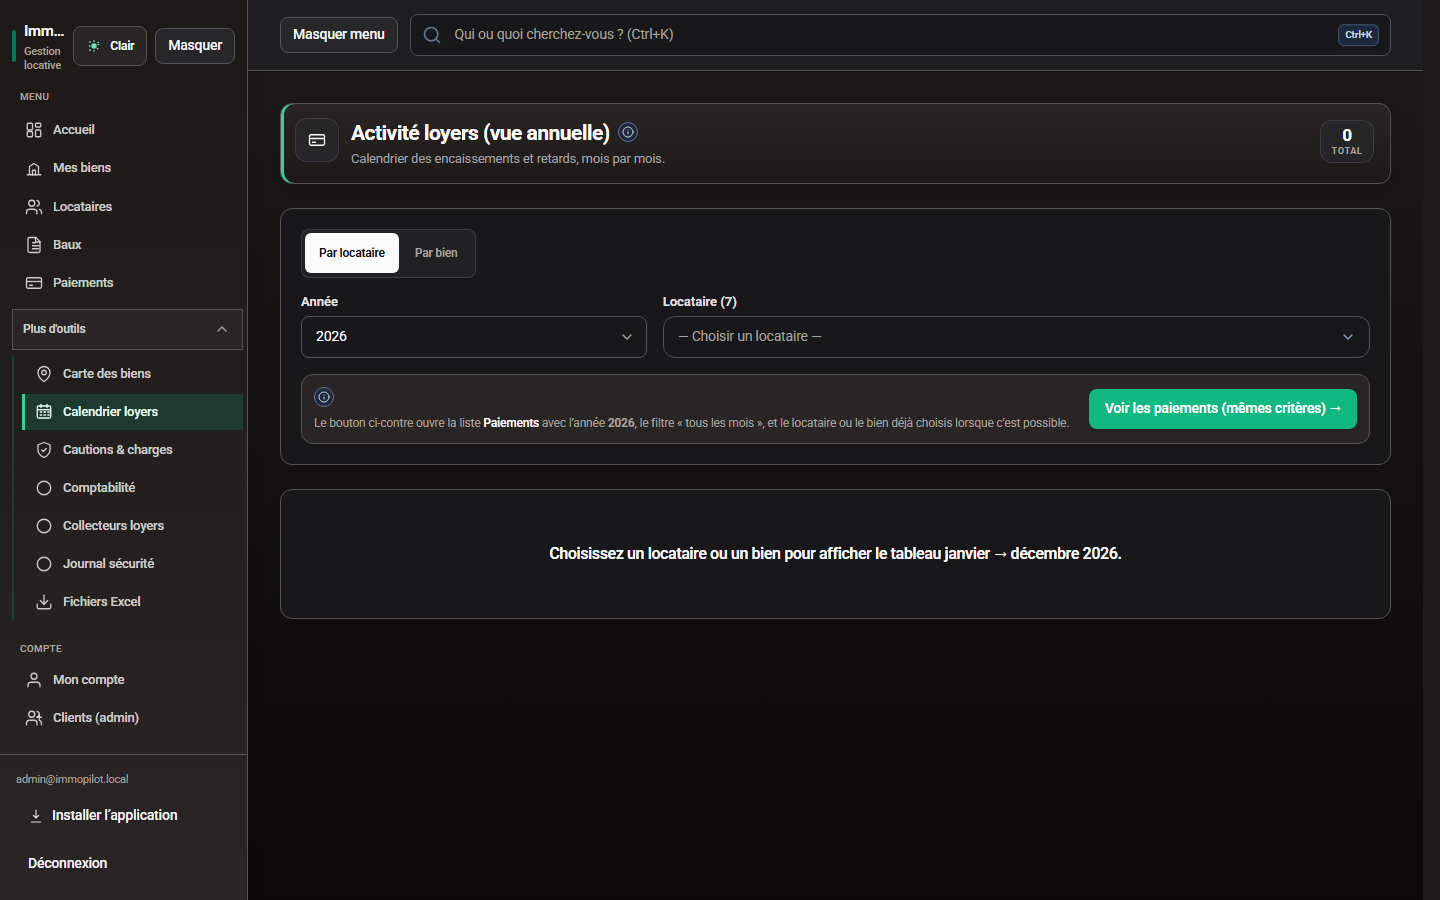 Imm...
Gestion
locative
Clair
Masquer
MENU
Accueil
Mes biens
Locataires
Baux
Paiements
Plus d'outils
Carte des biens
Calendrier loyers
Cautions & charges
Comptabilité
Collecteurs loyers
Journal sécurité
Fichiers Excel
COMPTE
Mon compte
Clients (admin)
admin@immopilot.local
Installer l’application
Déconnexion
Masquer menu
Qui ou quoi cherchez-vous ? (Ctrl+K)
Ctrl+K
Activité loyers (vue annuelle)
Calendrier des encaissements et retards, mois par mois.
0
TOTAL
Par locataire
Par bien
Année
Locataire (7)
2026
— Choisir un locataire —
Le bouton ci-contre ouvre la liste Paiements avec l’année 2026, le filtre « tous les mois », et le locataire ou le bien déjà choisis lorsque c’est possible.
Voir les paiements (mêmes critères) →
Choisissez un locataire ou un bien pour afficher le tableau janvier → décembre 2026.